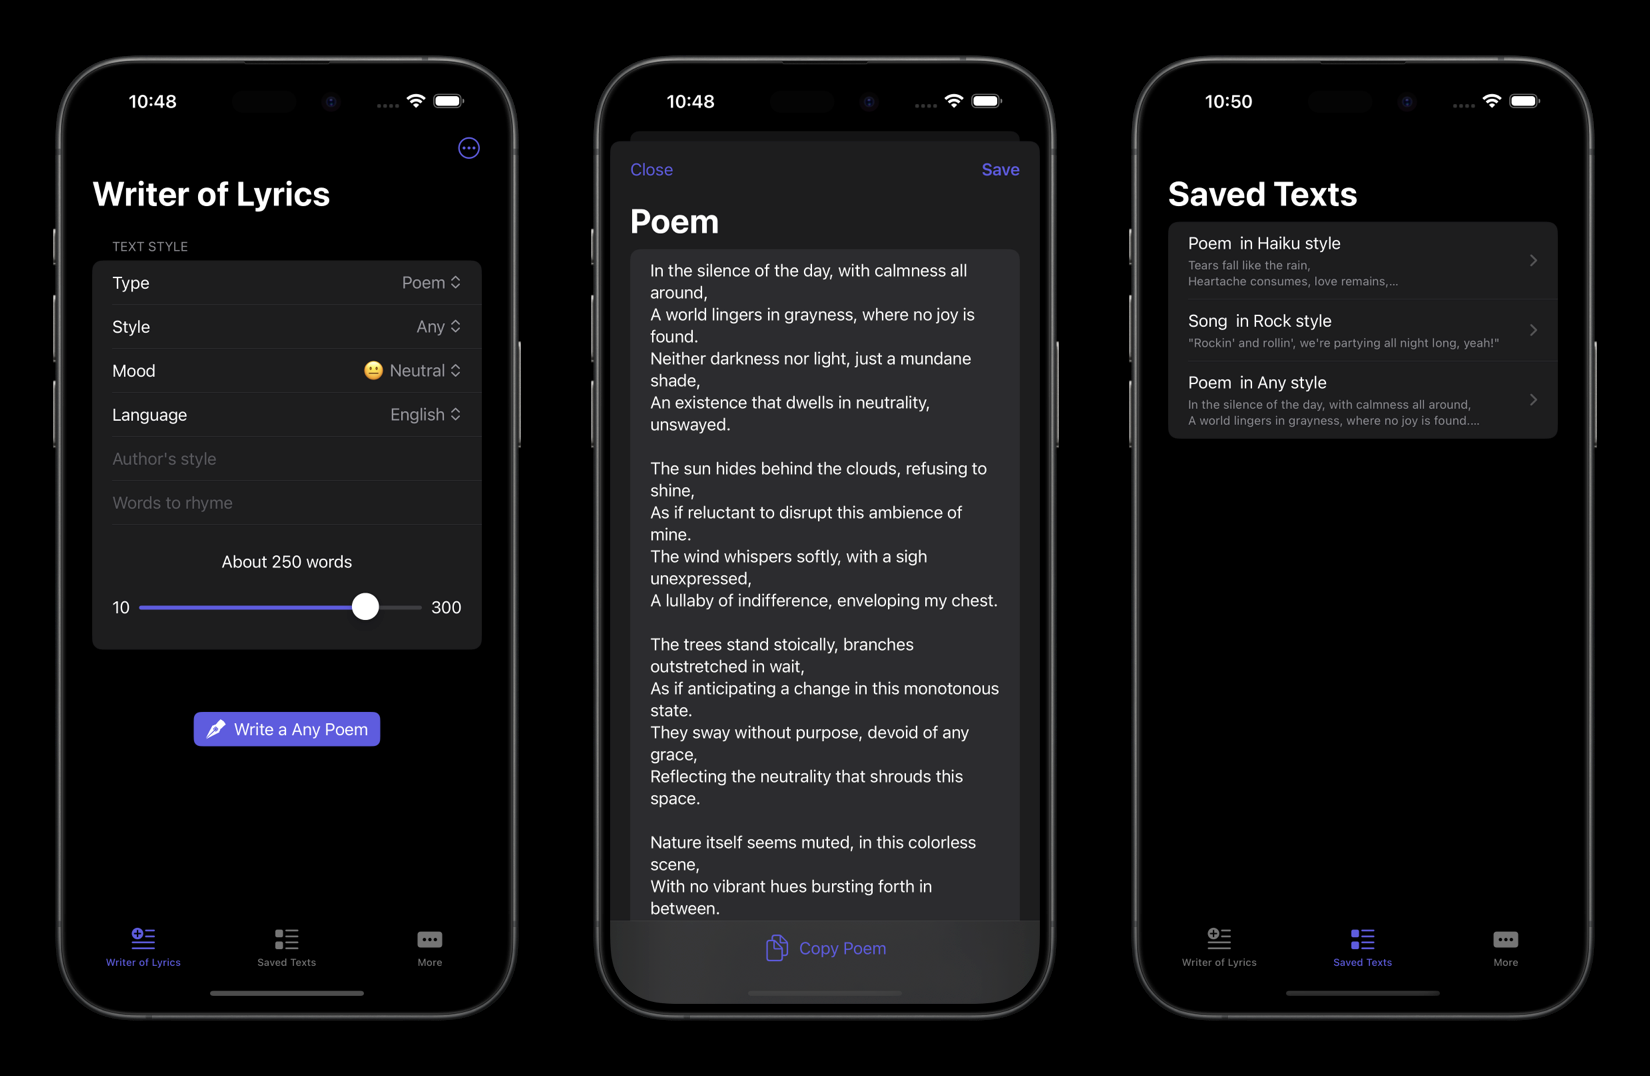 10:48
Writer of Lyrics
TEXT STYLE
Type Poem
Style Any
Mood 😐 Neutral
Language English
Author's style
Words to rhyme
About 250 words
10 300
Write a Any Poem
Writer of Lyrics Saved Texts More
10:48
Close Save
Poem
In the silence of the day, with calmness all
around,
A world lingers in grayness, where no joy is
found.
Neither darkness nor light, just a mundane
shade,
An existence that dwells in neutrality,
unswayed.
The sun hides behind the clouds, refusing to
shine,
As if reluctant to disrupt this ambience of
mine.
The wind whispers softly, with a sigh
unexpressed,
A lullaby of indifference, enveloping my chest.
The trees stand stoically, branches
outstretched in wait,
As if anticipating a change in this monotonous
state.
They sway without purpose, devoid of any
grace,
Reflecting the neutrality that shrouds this
space.
Nature itself seems muted, in this colorless
scene,
With no vibrant hues bursting forth in
between.
Copy Poem
10:50
Saved Texts
Poem in Haiku style
Tears fall like the rain,
Heartache consumes, love remains,...
Song in Rock style
"Rockin' and rollin', we're partying all night long, yeah!"
Poem in Any style
In the silence of the day, with calmness all around,
A world lingers in grayness, where no joy is found....
Writer of Lyrics Saved Texts More